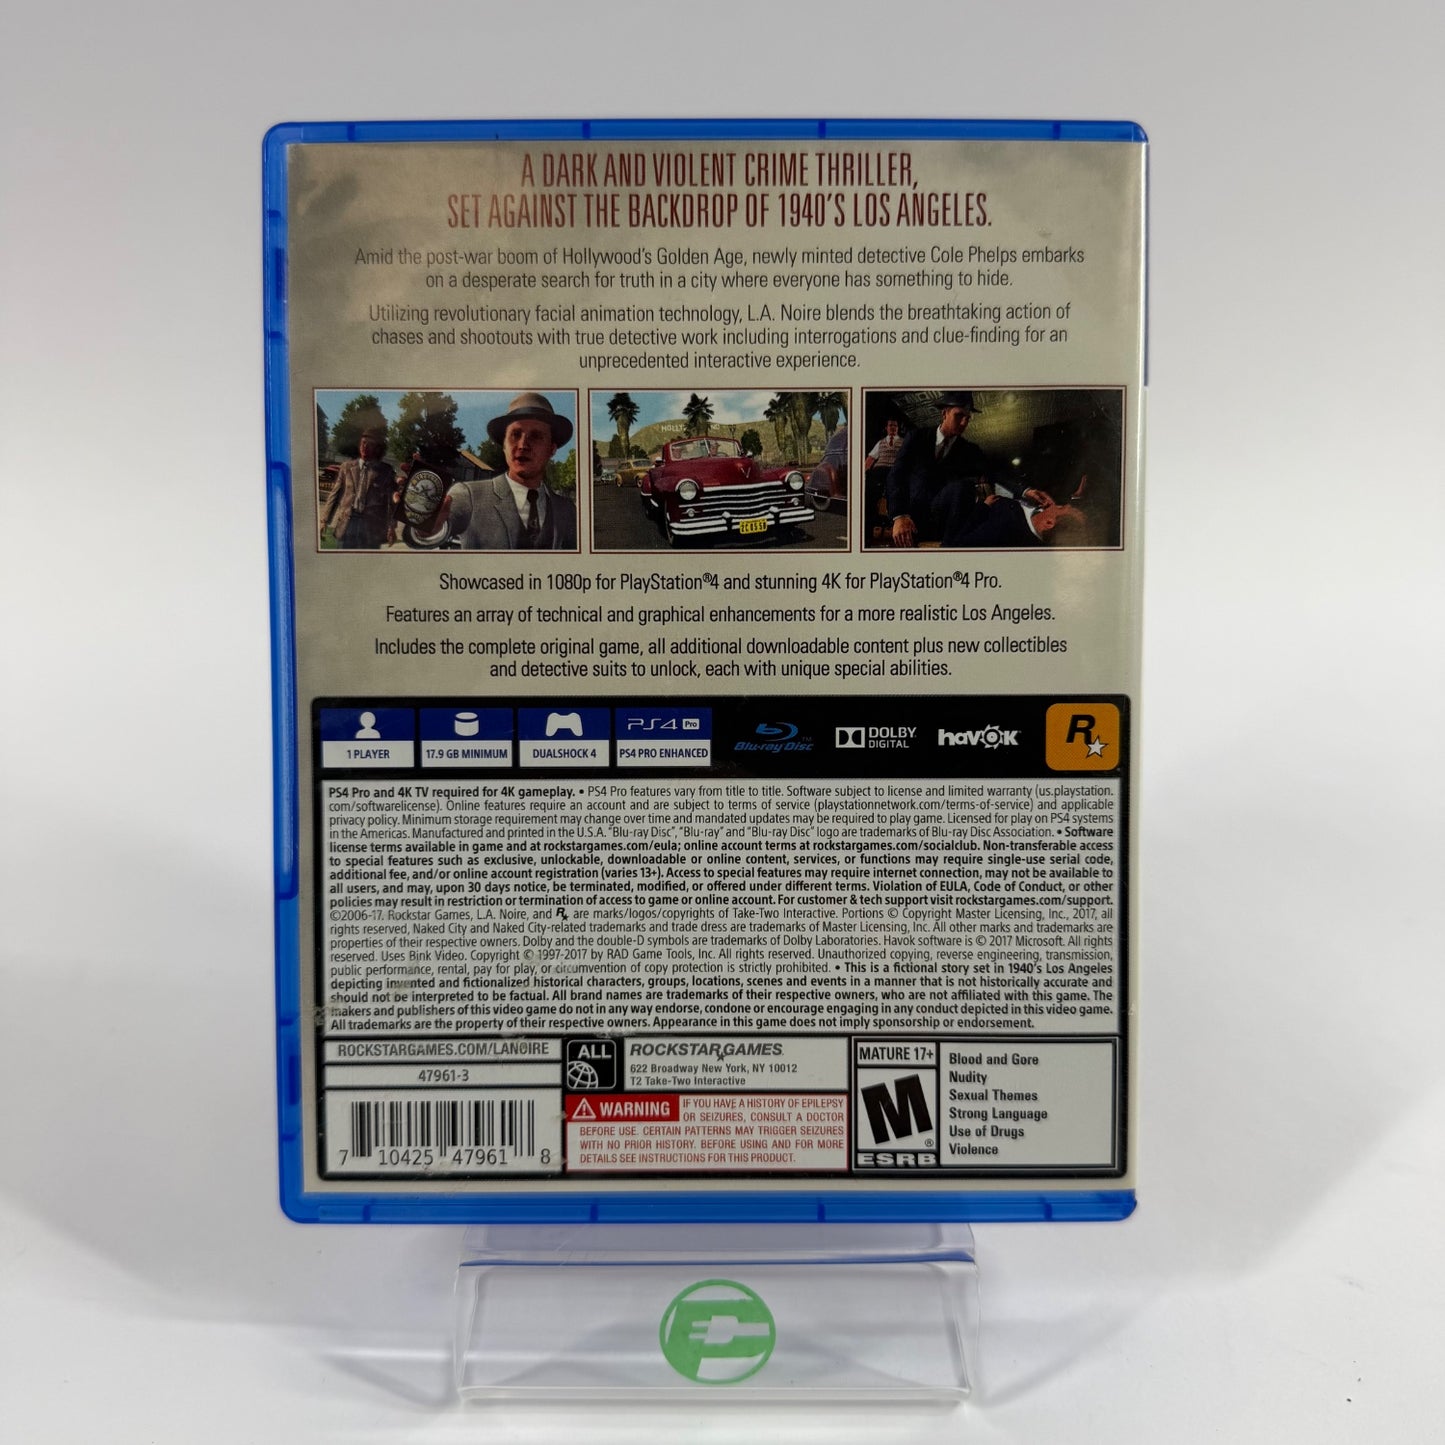 A DARK AND VIOLENT CRIME THRILLER,
SET AGAINST THE BACKDROP OF 1940'S LOS ANGELES.
Amid the post-war boom of Hollywood's Golden Age, newly minted detective Cole Phelps embarks
on a desperate search for truth in a city where everyone has something to hide.
Utilizing revolutionary facial animation technology, L.A. Noire blends the breathtaking action of
chases and shootouts with true detective work including interrogations and clue-finding for an
unprecedented interactive experience.
Showcased in 1080p for PlayStation®4 and stunning 4K for PlayStation®4 Pro.
Features an array of technical and graphical enhancements for a more realistic Los Angeles.
Includes the complete original game, all additional downloadable content plus new collectibles
and detective suits to unlock, each with unique special abilities.
PS4 Pro
1 PLAYER
17.9 GB MINIMUM
DUALSHOCK 4
PS4 PRO ENHANCED
Blu-ray Disc™
DOLBY DIGITAL
havok
R
PS4 Pro and 4K TV required for 4K gameplay. • PS4 Pro features vary from title to title. Software subject to license and limited warranty (us.playstation.
com/softwarelicense). Online features require an account and are subject to terms of service (playstationnetwork.com/terms-of-service) and applicable
privacy policy. Minimum storage requirement may change over time and mandated updates may be required to play game. Licensed for play on PS4 systems
in the Americas. Manufactured and printed in the U.S.A. "Blu-ray Disc", "Blu-ray" and "Blu-ray Disc" logo are trademarks of Blu-ray Disc Association. • Software
license terms available in game and at rockstargames.com/eula; online account terms at rockstargames.com/socialclub. Non-transferable access
to special features such as exclusive, unlockable, downloadable or online content, services, or functions may require single-use serial code,
additional fee, and/or online account registration (varies 13+). Access to special features may require internet connection, may not be available to
all users, and may, upon 30 days notice, be terminated, modified, or offered under different terms. Violation of EULA, Code of Conduct, or other
policies may result in restriction or termination of access to game or online account. For customer & tech support visit rockstargames.com/support.
©2006-17. Rockstar Games, L.A. Noire, and R are marks/logos/copyrights of Take-Two Interactive. Portions © Copyright Master Licensing, Inc., 2017, all
rights reserved, Naked City and Naked City-related trademarks and trade dress are trademarks of Master Licensing, Inc. All other marks and trademarks are
properties of their respective owners. Dolby and the double-D symbols are trademarks of Dolby Laboratories. Havok software is © 2017 Microsoft. All rights
reserved. Uses Bink Video. Copyright © 1997-2017 by RAD Game Tools, Inc. All rights reserved. Unauthorized copying, reverse engineering, transmission,
public performance, rental, pay for play, or circumvention of copy protection is strictly prohibited. • This is a fictional story set in 1940's Los Angeles
depicting invented and fictionalized historical characters, groups, locations, scenes and events in a manner that is not historically accurate and
should not be interpreted to be factual. All brand names are trademarks of their respective owners, who are not affiliated with this game. The
makers and publishers of this video game do not in any way endorse, condone or encourage engaging in any conduct depicted in this video game.
All trademarks are the property of their respective owners. Appearance in this game does not imply sponsorship or endorsement.
ROCKSTARGAMES.COM/LANOIRE
47961-3
7 10425 47961 8
ALL
ROCKSTAR GAMES
622 Broadway New York, NY 10012
T2 Take-Two Interactive
WARNING IF YOU HAVE A HISTORY OF EPILEPSY
OR SEIZURES, CONSULT A DOCTOR
BEFORE USE. CERTAIN PATTERNS MAY TRIGGER SEIZURES
WITH NO PRIOR HISTORY. BEFORE USING AND FOR MORE
DETAILS SEE INSTRUCTIONS FOR THIS PRODUCT.
MATURE 17+
M®
ESRB
Blood and Gore
Nudity
Sexual Themes
Strong Language
Use of Drugs
Violence